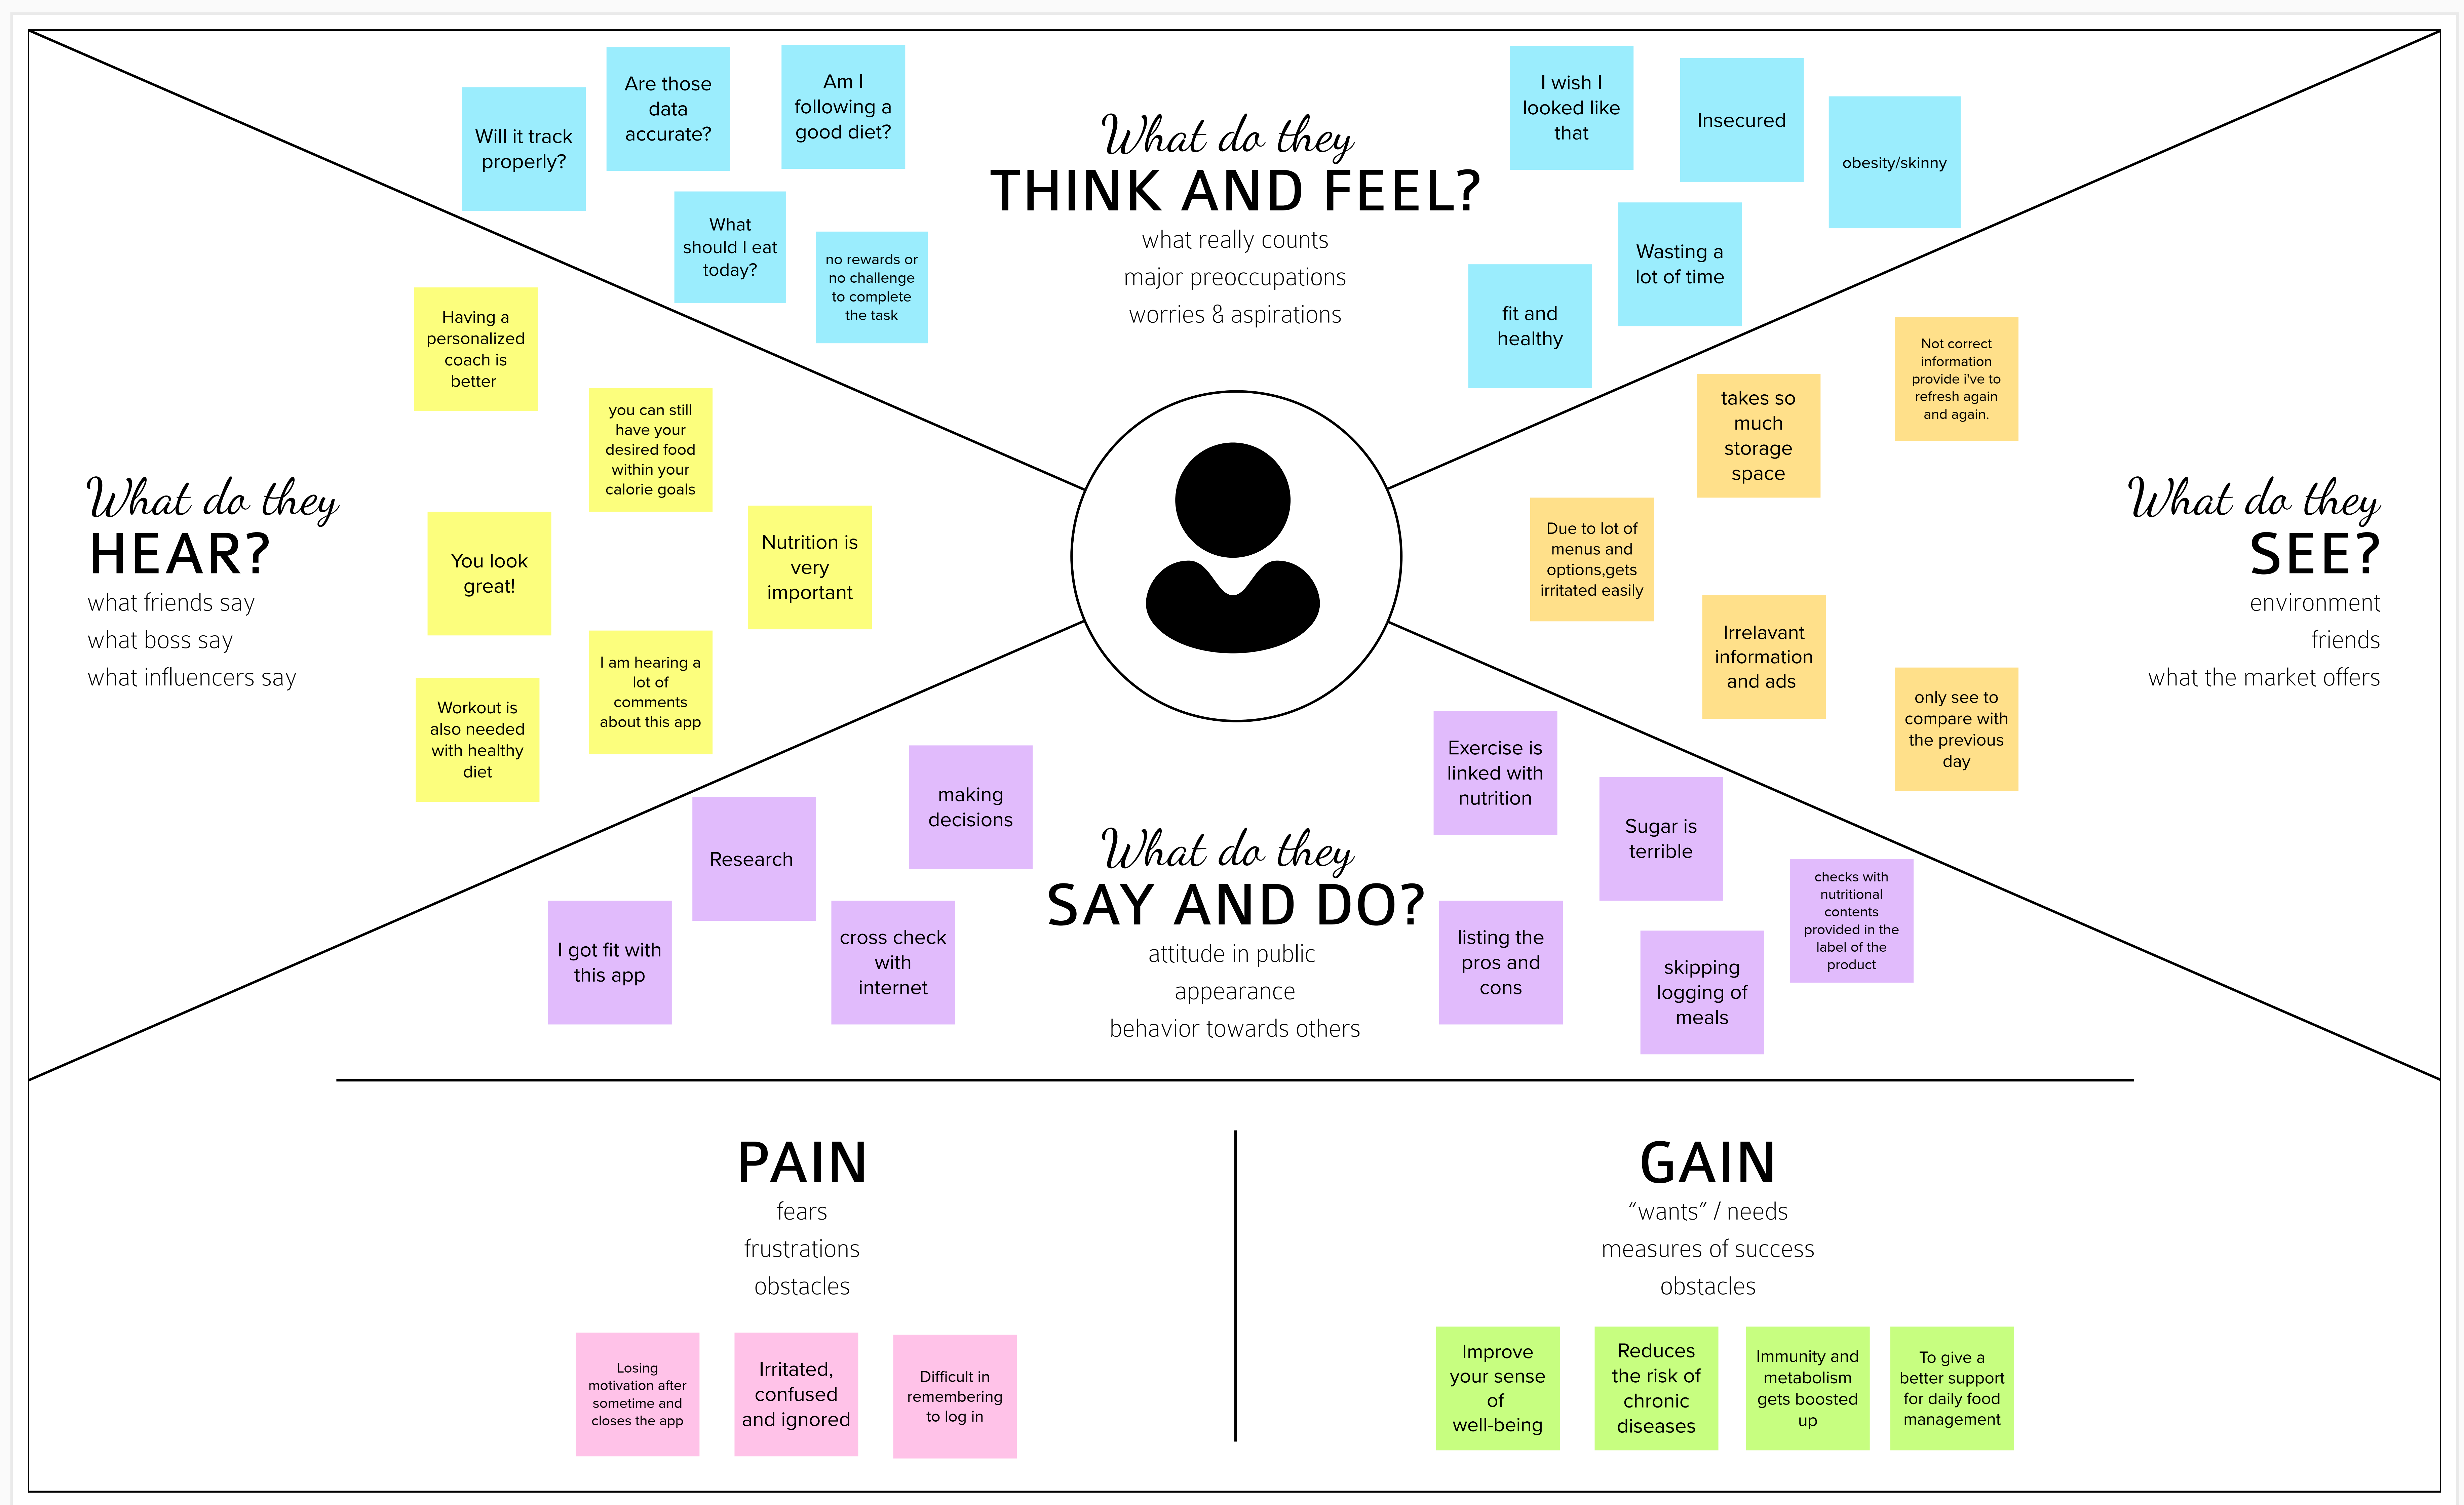 Will it track
properly?
Are those
data
accurate?
Am I
following a
good diet?
What
should I eat
today?
no rewards or
no challenge
to complete
the task
What do they
THINK AND FEEL?
what really counts
major preoccupations
worries & aspirations
I wish I
looked like
that
Insecured
obesity/skinny
Wasting a
lot of time
fit and
healthy
What do they
HEAR?
what friends say
what boss say
what influencers say
Having a
personalized
coach is
better
you can still
have your
desired food
within your
calorie goals
You look
great!
Nutrition is
very
important
I am hearing a
lot of
comments
about this app
Workout is
also needed
with healthy
diet
Not correct
information
provide i've to
refresh again
and again.
takes so
much
storage
space
Due to lot of
menus and
options,gets
irritated easily
Irrelavant
information
and ads
only see to
compare with
the previous
day
What do they
SEE?
environment
friends
what the market offers
making
decisions
Research
I got fit with
this app
cross check
with
internet
What do they
SAY AND DO?
attitude in public
appearance
behavior towards others
Exercise is
linked with
nutrition
Sugar is
terrible
checks with
nutritional
contents
provided in the
label of the
product
listing the
pros and
cons
skipping
logging of
meals
PAIN
fears
frustrations
obstacles
Losing
motivation after
sometime and
closes the app
Irritated,
confused
and ignored
Difficult in
remembering
to log in
GAIN
“wants” / needs
measures of success
obstacles
Improve
your sense
of
well-being
Reduces
the risk of
chronic
diseases
Immunity and
metabolism
gets boosted
up
To give a
better support
for daily food
management